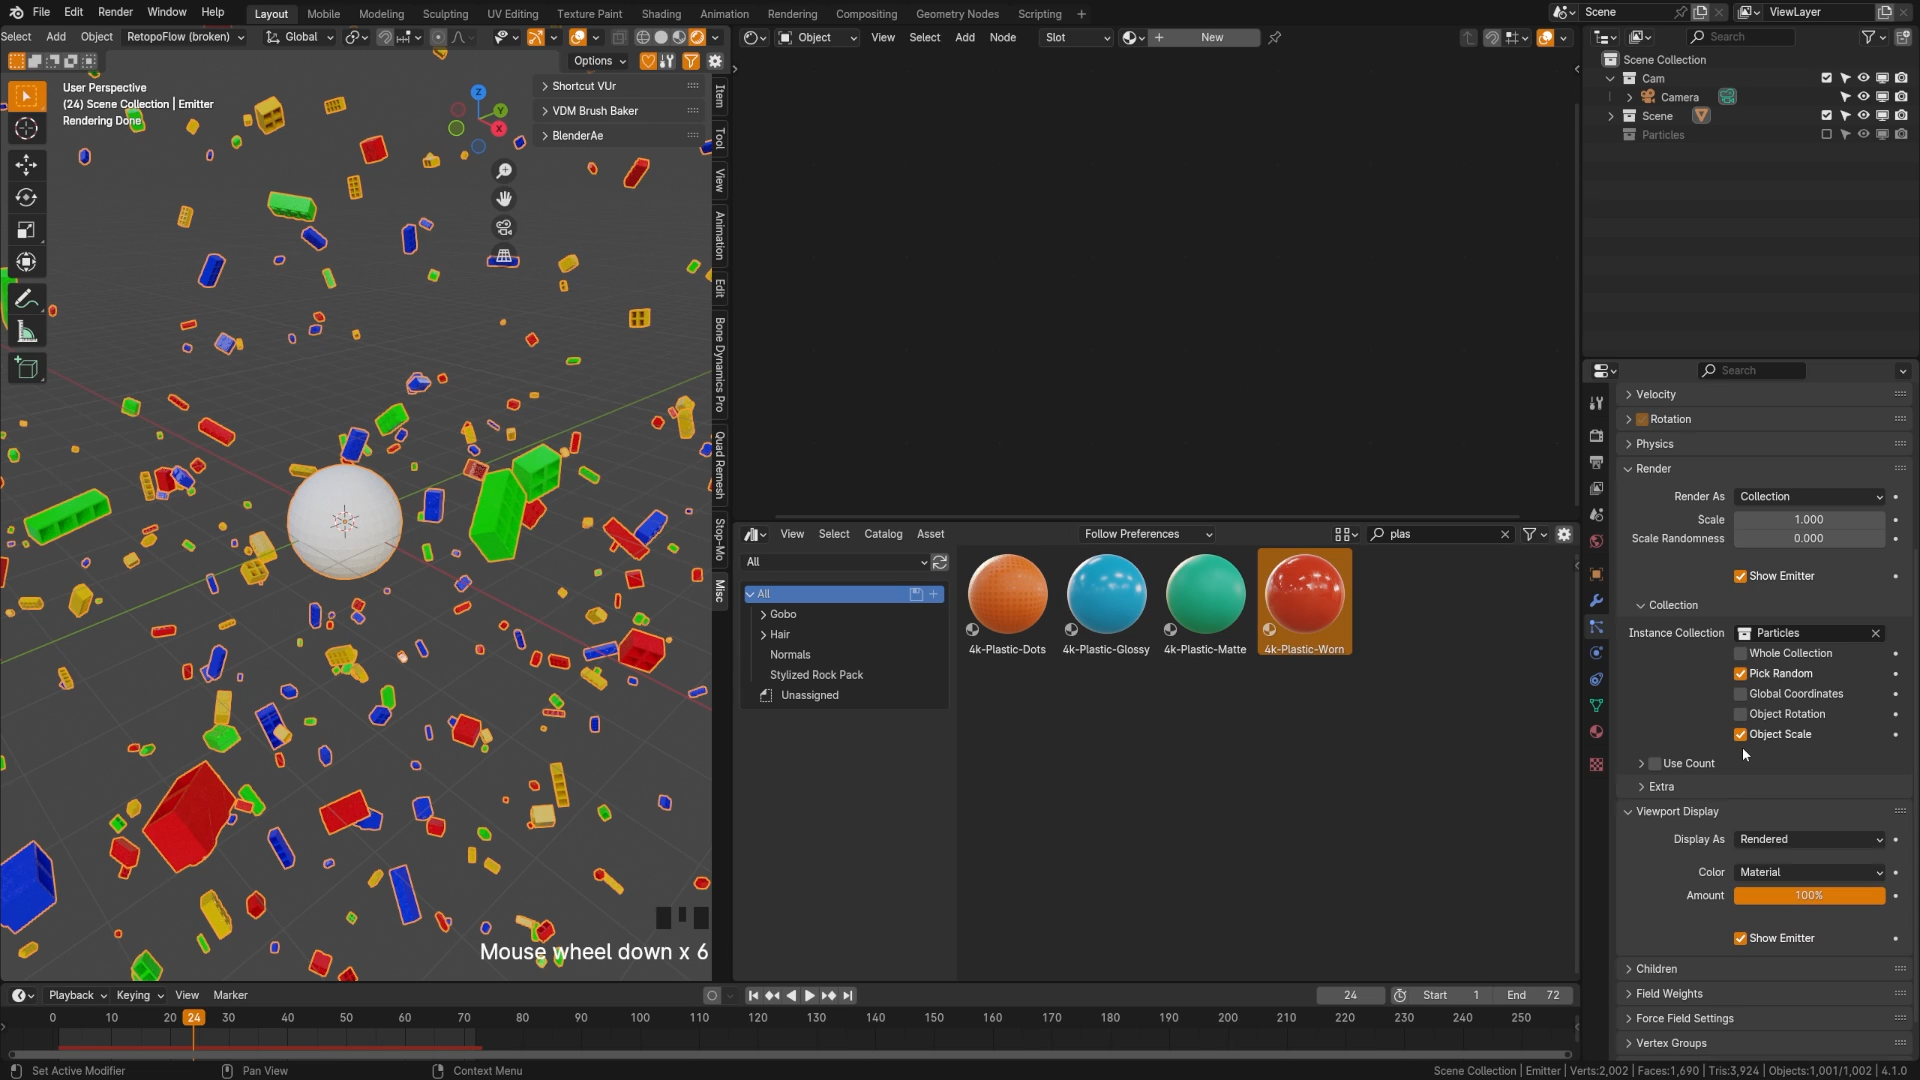 File Edit Render Window Help Layout Mobile Modeling Sculpting UV Editing Texture Paint Shading Animation Rendering Compositing Geometry Nodes Scripting + Scene ViewLayer
Select Add Object RetopoFlow (broken) Global
Object View Select Add Node Slot New
Search
Options
User Perspective
(24) Scene Collection | Emitter
Rendering Done
Shortcut VUr
VDM Brush Baker
BlenderAe
Z
Y
X
Item
Tool
View
Animation
Edit
Bone Dynamics Pro
Quad Remesh
Stop-Mo
Misc
Mouse wheel down x 6
Scene Collection
Cam
Camera
Scene
Particles
View Select Catalog Asset Follow Preferences plas
All
All
Gobo
Hair
Normals
Stylized Rock Pack
Unassigned
4k-Plastic-Dots 4k-Plastic-Glossy 4k-Plastic-Matte 4k-Plastic-Worn
Search
Velocity
Rotation
Physics
Render
Render As Collection
Scale 1.000
Scale Randomness 0.000
Show Emitter
Collection
Instance Collection Particles
Whole Collection
Pick Random
Global Coordinates
Object Rotation
Object Scale
Use Count
Extra
Viewport Display
Display As Rendered
Color Material
Amount 100%
Show Emitter
Children
Field Weights
Force Field Settings
Vertex Groups
Playback Keying View Marker 24 Start 1 End 72
0 10 20 24 30 40 50 60 70 80 90 100 110 120 130 140 150 160 170 180 190 200 210 220 230 240 250
Set Active Modifier Pan View Context Menu Scene Collection | Emitter | Verts:2,002 | Faces:1,690 | Tris:3,924 | Objects:1,001/1,002 | 4.1.0